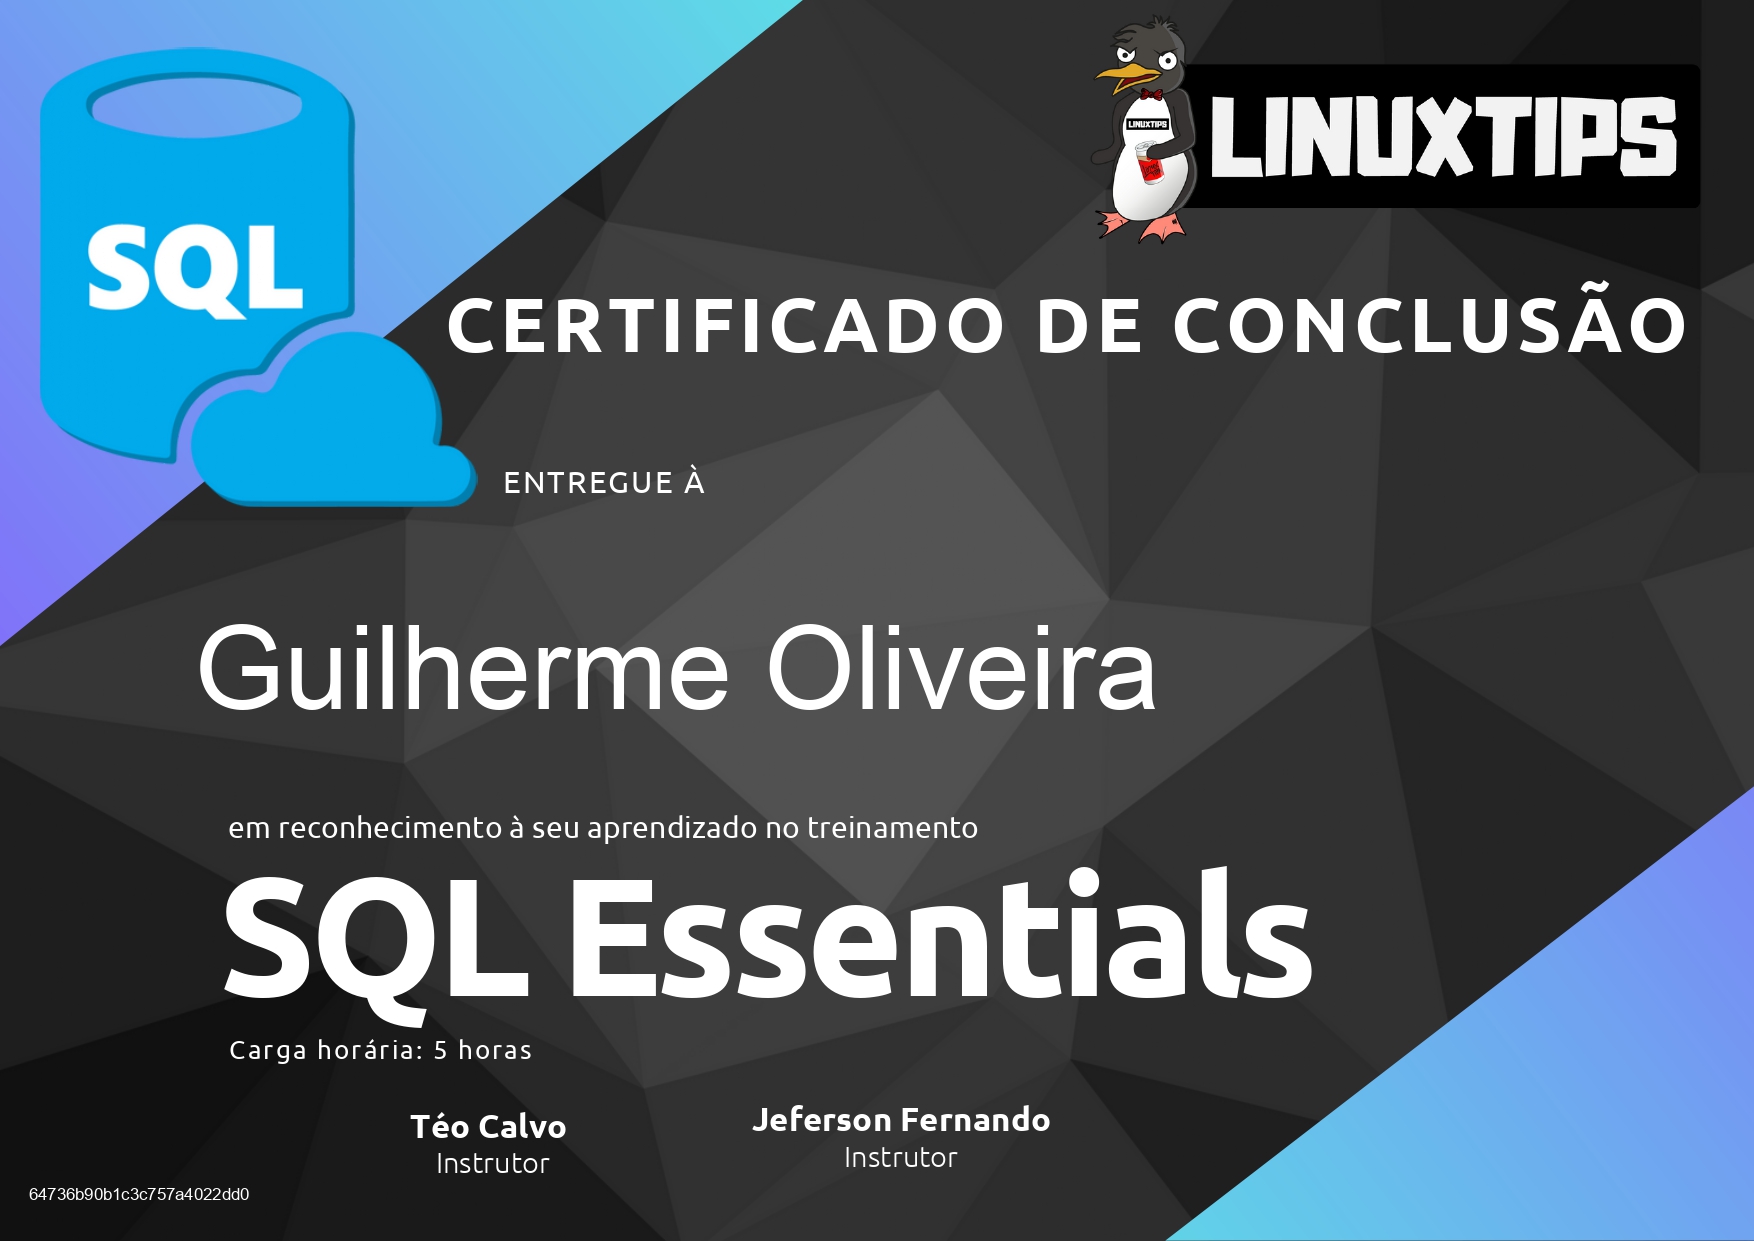 SQL
LINUXTIPS
LINUXTIPS
CERTIFICADO DE CONCLUSÃO
ENTREGUE À
Guilherme Oliveira
em reconhecimento à seu aprendizado no treinamento
SQL Essentials
Carga horária: 5 horas
Téo Calvo
Instrutor
Jeferson Fernando
Instrutor
64736b90b1c3c757a4022dd0